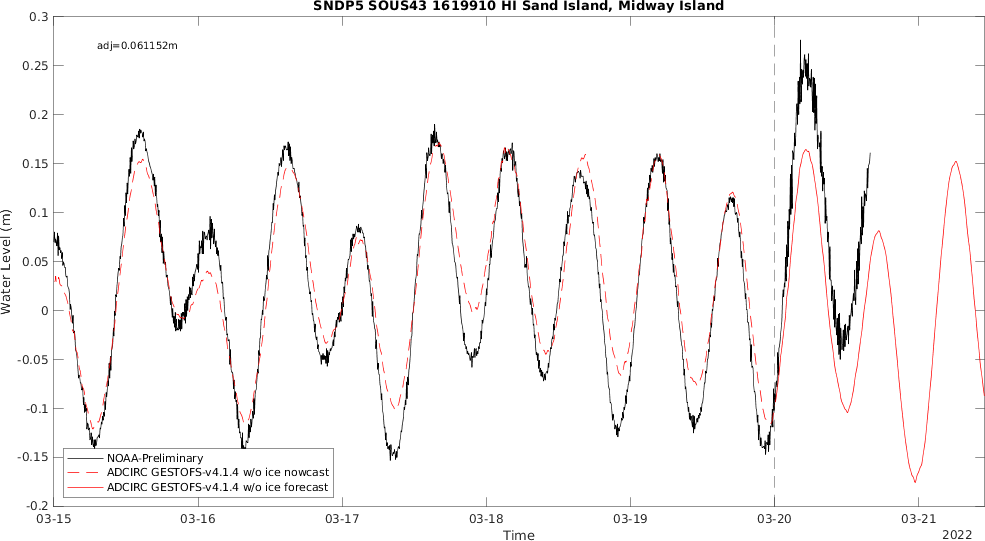 SNDP5 SOUS43 1619910 HI Sand Island, Midway Island
adj=0.061152m
0.3
0.25
0.2
0.15
0.1
0.05
0
-0.05
-0.1
-0.15
-0.2
Water Level (m)
NOAA-Preliminary
ADCIRC GESTOFS-v4.1.4 w/o ice nowcast
ADCIRC GESTOFS-v4.1.4 w/o ice forecast
03-15 03-16 03-17 03-18 03-19 03-20 03-21
Time
2022